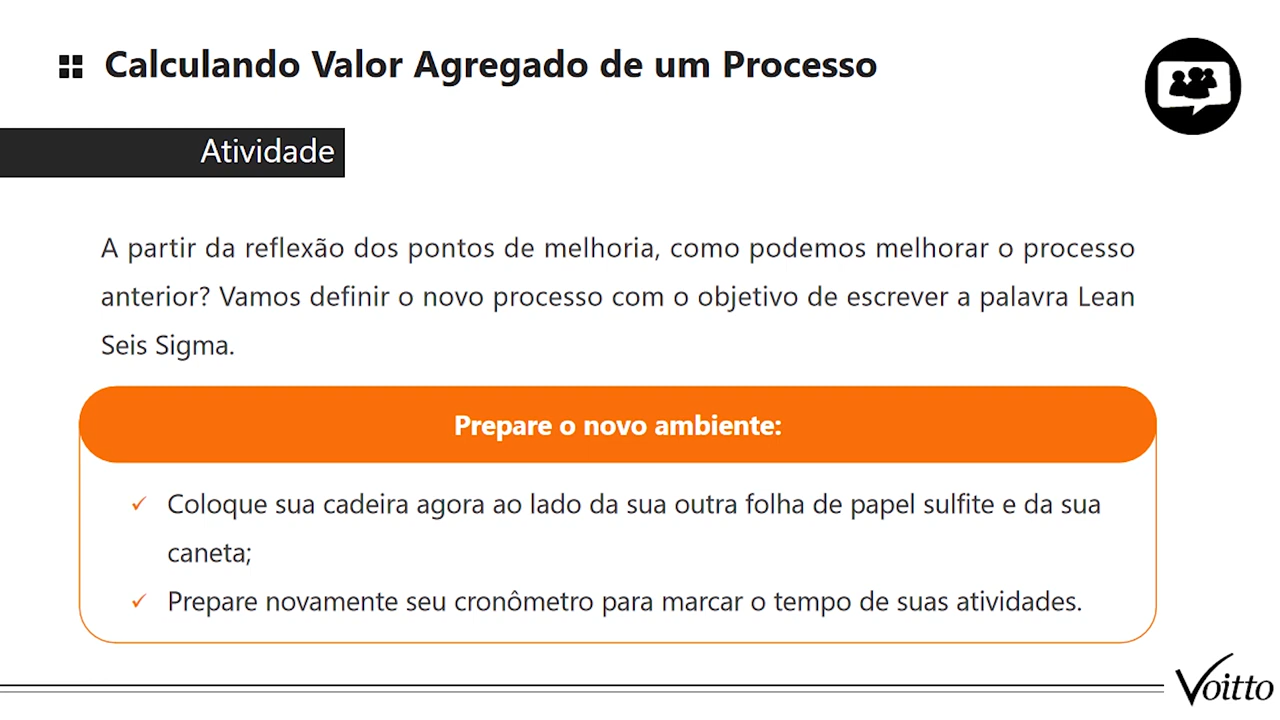 Calculando Valor Agregado de um Processo
Atividade
A partir da reflexão dos pontos de melhoria, como podemos melhorar o processo
anterior? Vamos definir o novo processo com o objetivo de escrever a palavra Lean
Seis Sigma.
Prepare o novo ambiente:
✓ Coloque sua cadeira agora ao lado da sua outra folha de papel sulfite e da sua
caneta;
✓ Prepare novamente seu cronômetro para marcar o tempo de suas atividades.
Voitto